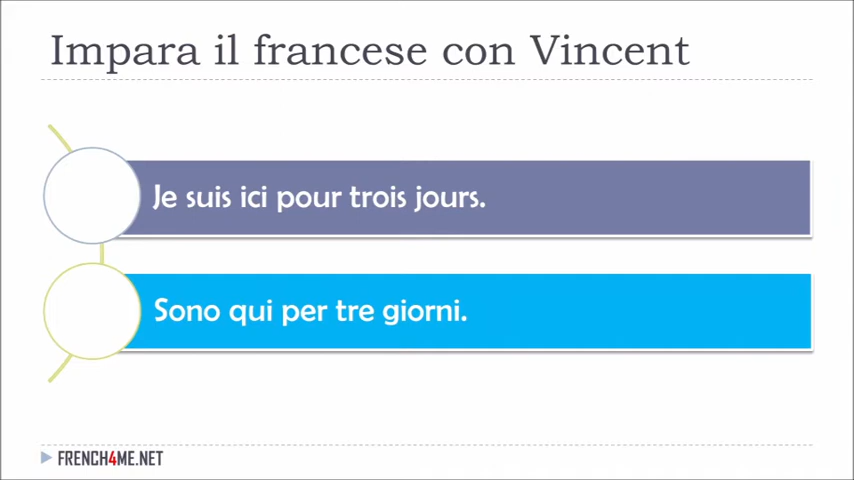 Impara il francese con Vincent
Je suis ici pour trois jours.
Sono qui per tre giorni.
FRENCH4ME.NET